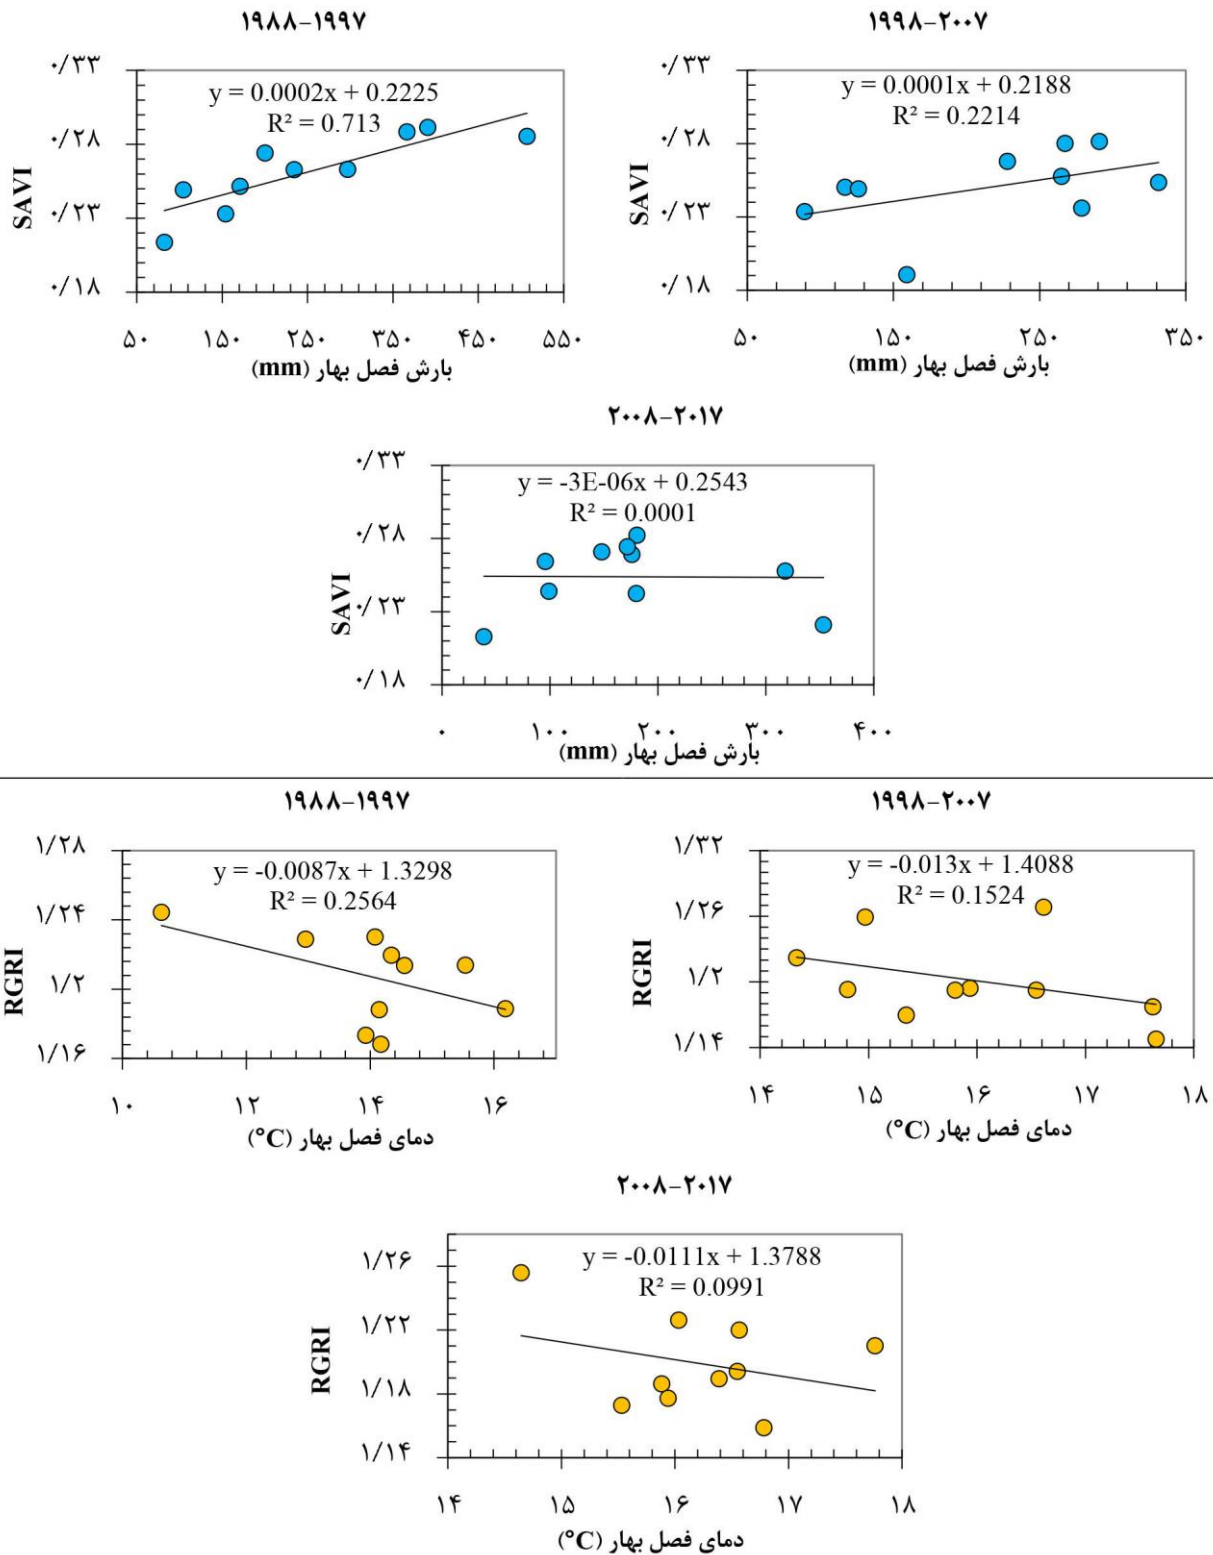 ۱۹۸۸-۱۹۹۷
۰/۳۳
۰/۲۸
۰/۲۳
۰/۱۸
SAVI
y = 0.0002x + 0.2225
R² = 0.713
۵۰ ۱۵۰ ۲۵۰ ۳۵۰ ۴۵۰ ۵۵۰
بارش فصل بهار (mm)
۱۹۹۸-۲۰۰۷
۰/۳۳
۰/۲۸
۰/۲۳
۰/۱۸
SAVI
y = 0.0001x + 0.2188
R² = 0.2214
۵۰ ۱۵۰ ۲۵۰ ۳۵۰
بارش فصل بهار (mm)
۲۰۰۸-۲۰۱۷
۰/۳۳
۰/۲۸
۰/۲۳
۰/۱۸
SAVI
y = -3E-06x + 0.2543
R² = 0.0001
۰ ۱۰۰ ۲۰۰ ۳۰۰ ۴۰۰
بارش فصل بهار (mm)
۱۹۸۸-۱۹۹۷
۱/۲۸
۱/۲۴
۱/۲
۱/۱۶
RGRI
y = -0.0087x + 1.3298
R² = 0.2564
۱۰ ۱۲ ۱۴ ۱۶
دمای فصل بهار (°C)
۱۹۹۸-۲۰۰۷
۱/۳۲
۱/۲۶
۱/۲
۱/۱۴
RGRI
y = -0.013x + 1.4088
R² = 0.1524
۱۴ ۱۵ ۱۶ ۱۷ ۱۸
دمای فصل بهار (°C)
۲۰۰۸-۲۰۱۷
۱/۲۶
۱/۲۲
۱/۱۸
۱/۱۴
RGRI
y = -0.0111x + 1.3788
R² = 0.0991
۱۴ ۱۵ ۱۶ ۱۷ ۱۸
دمای فصل بهار (°C)